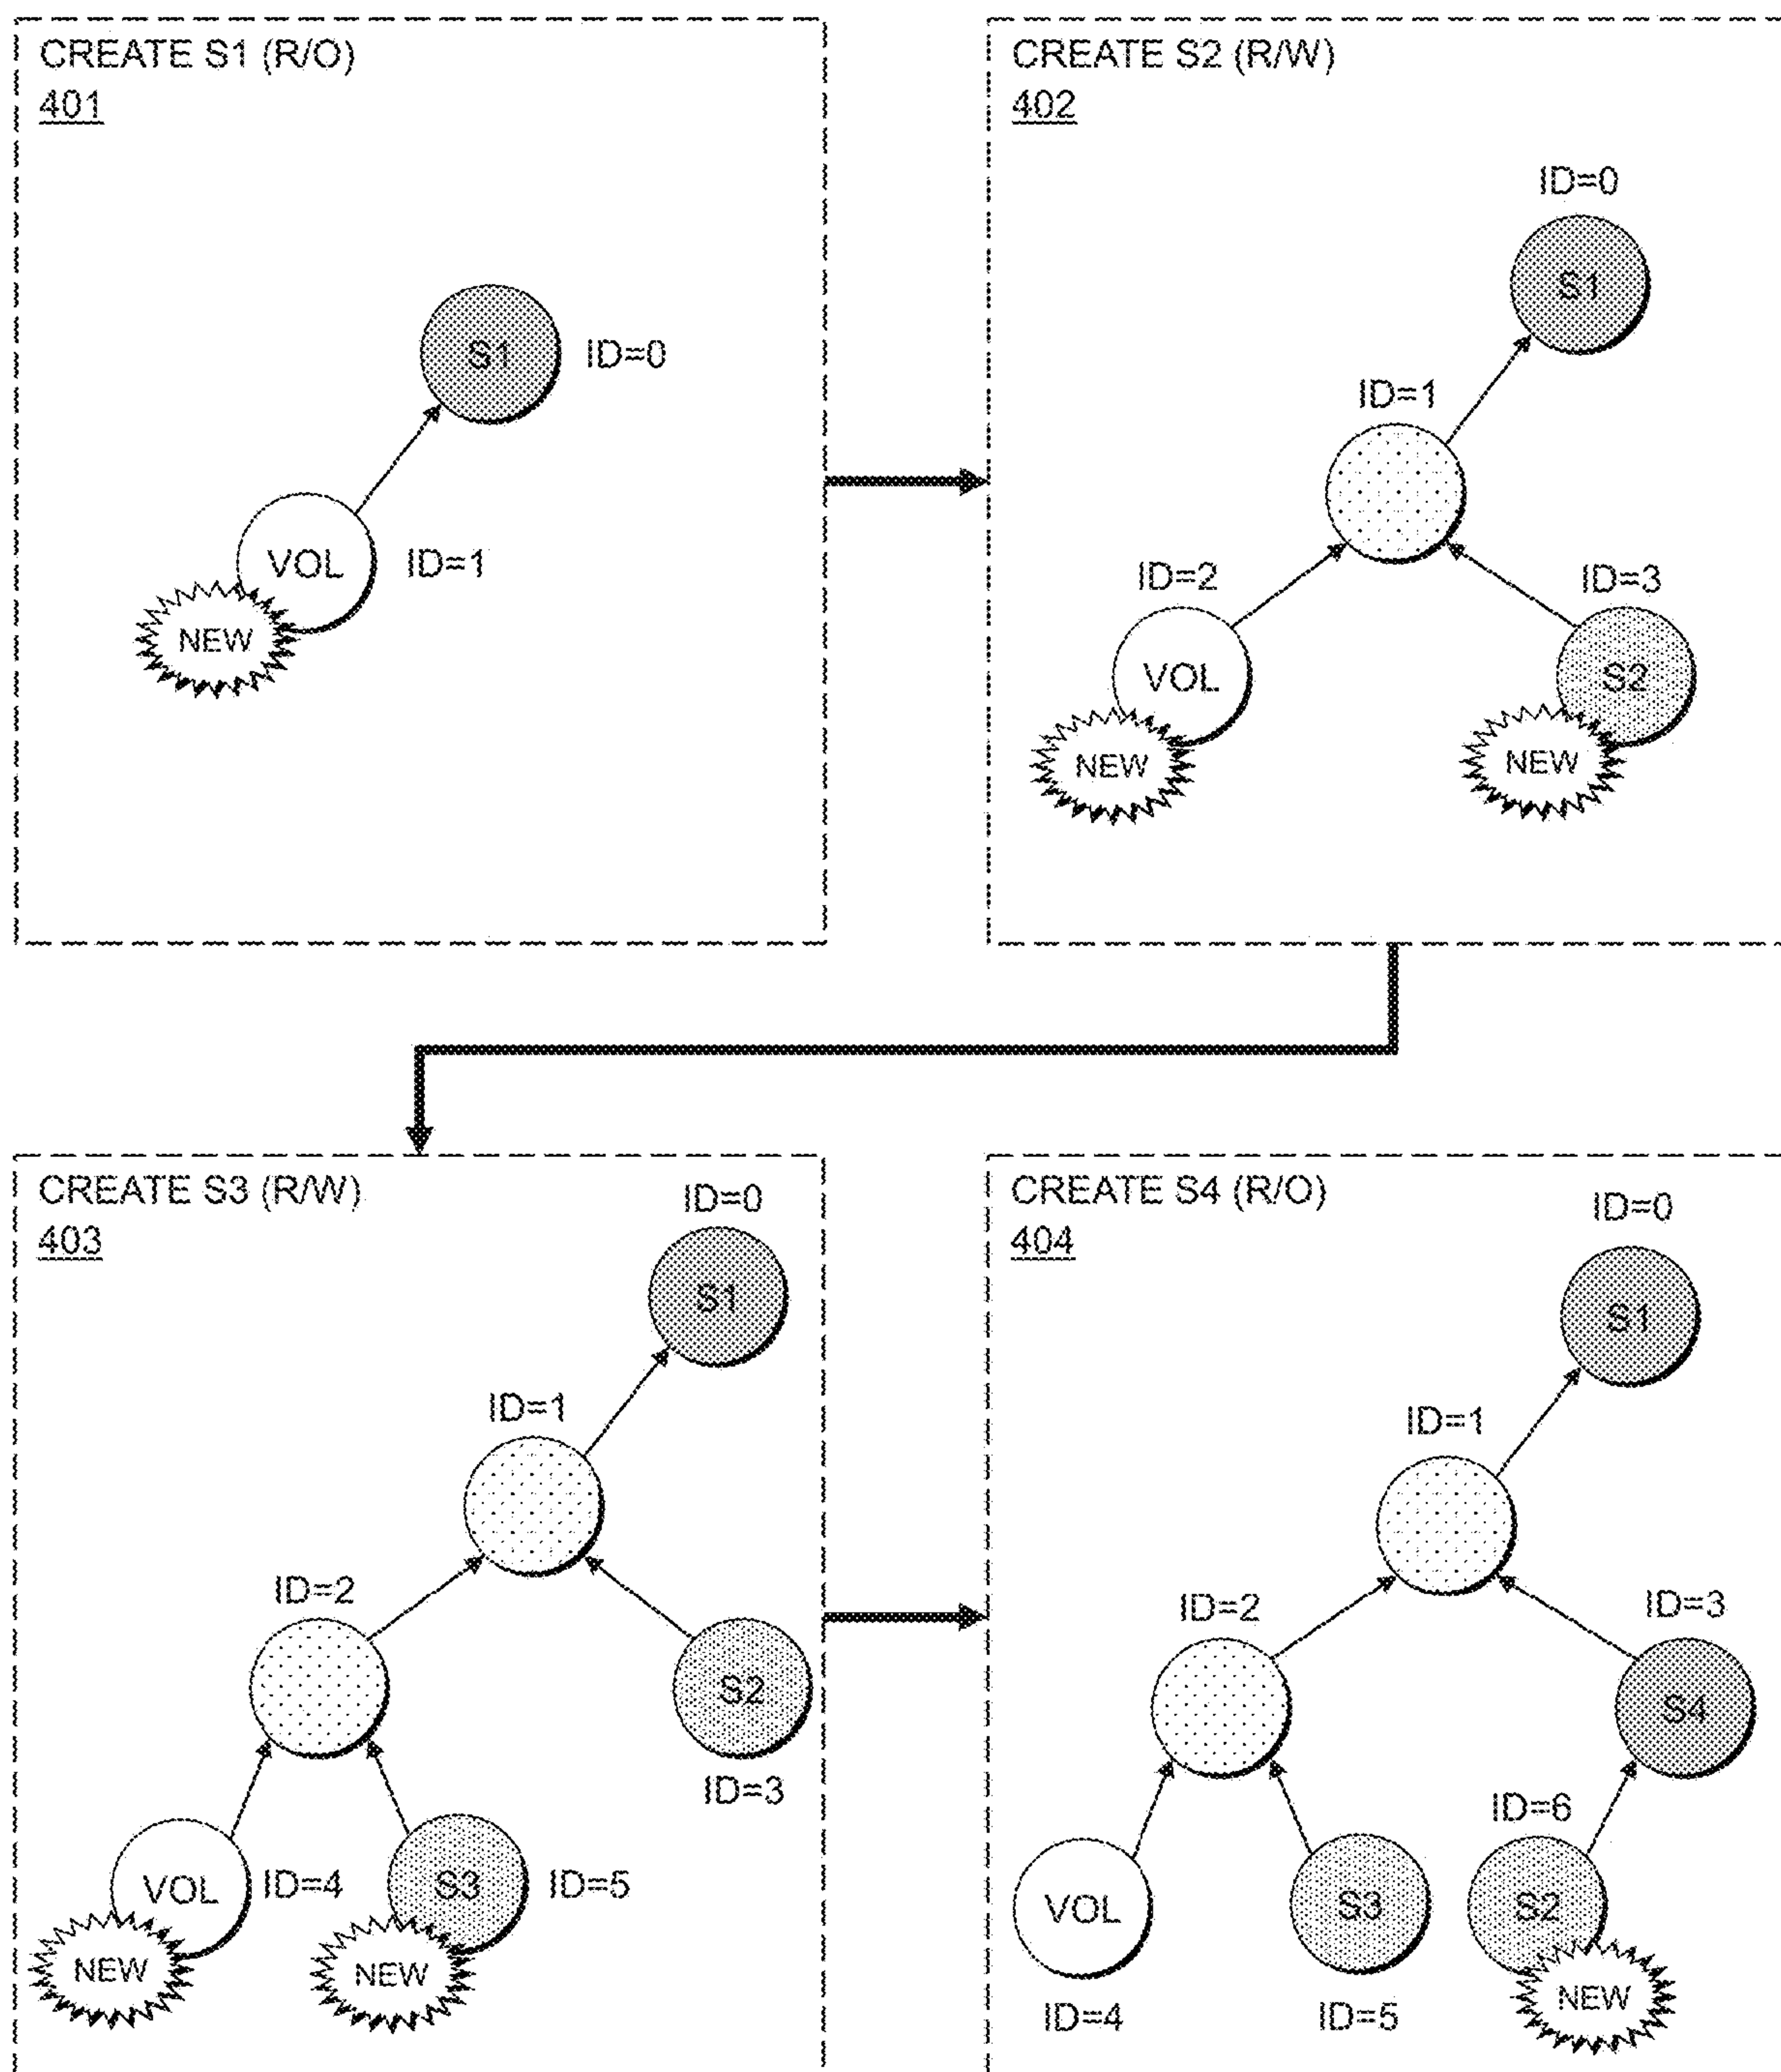 CREATE S1 (R/O)
401
S1
ID=0
VOL
ID=1
NEW
CREATE S2 (R/W)
402
ID=0
S1
ID=1
ID=2
ID=3
VOL
S2
NEW
NEW
CREATE S3 (R/W)
403
ID=0
S1
ID=1
ID=2
S2
ID=3
VOL
ID=4
S3
ID=5
NEW
NEW
CREATE S4 (R/O)
404
ID=0
S1
ID=1
ID=2
ID=3
S4
ID=6
VOL
S3
S2
NEW
ID=4
ID=5